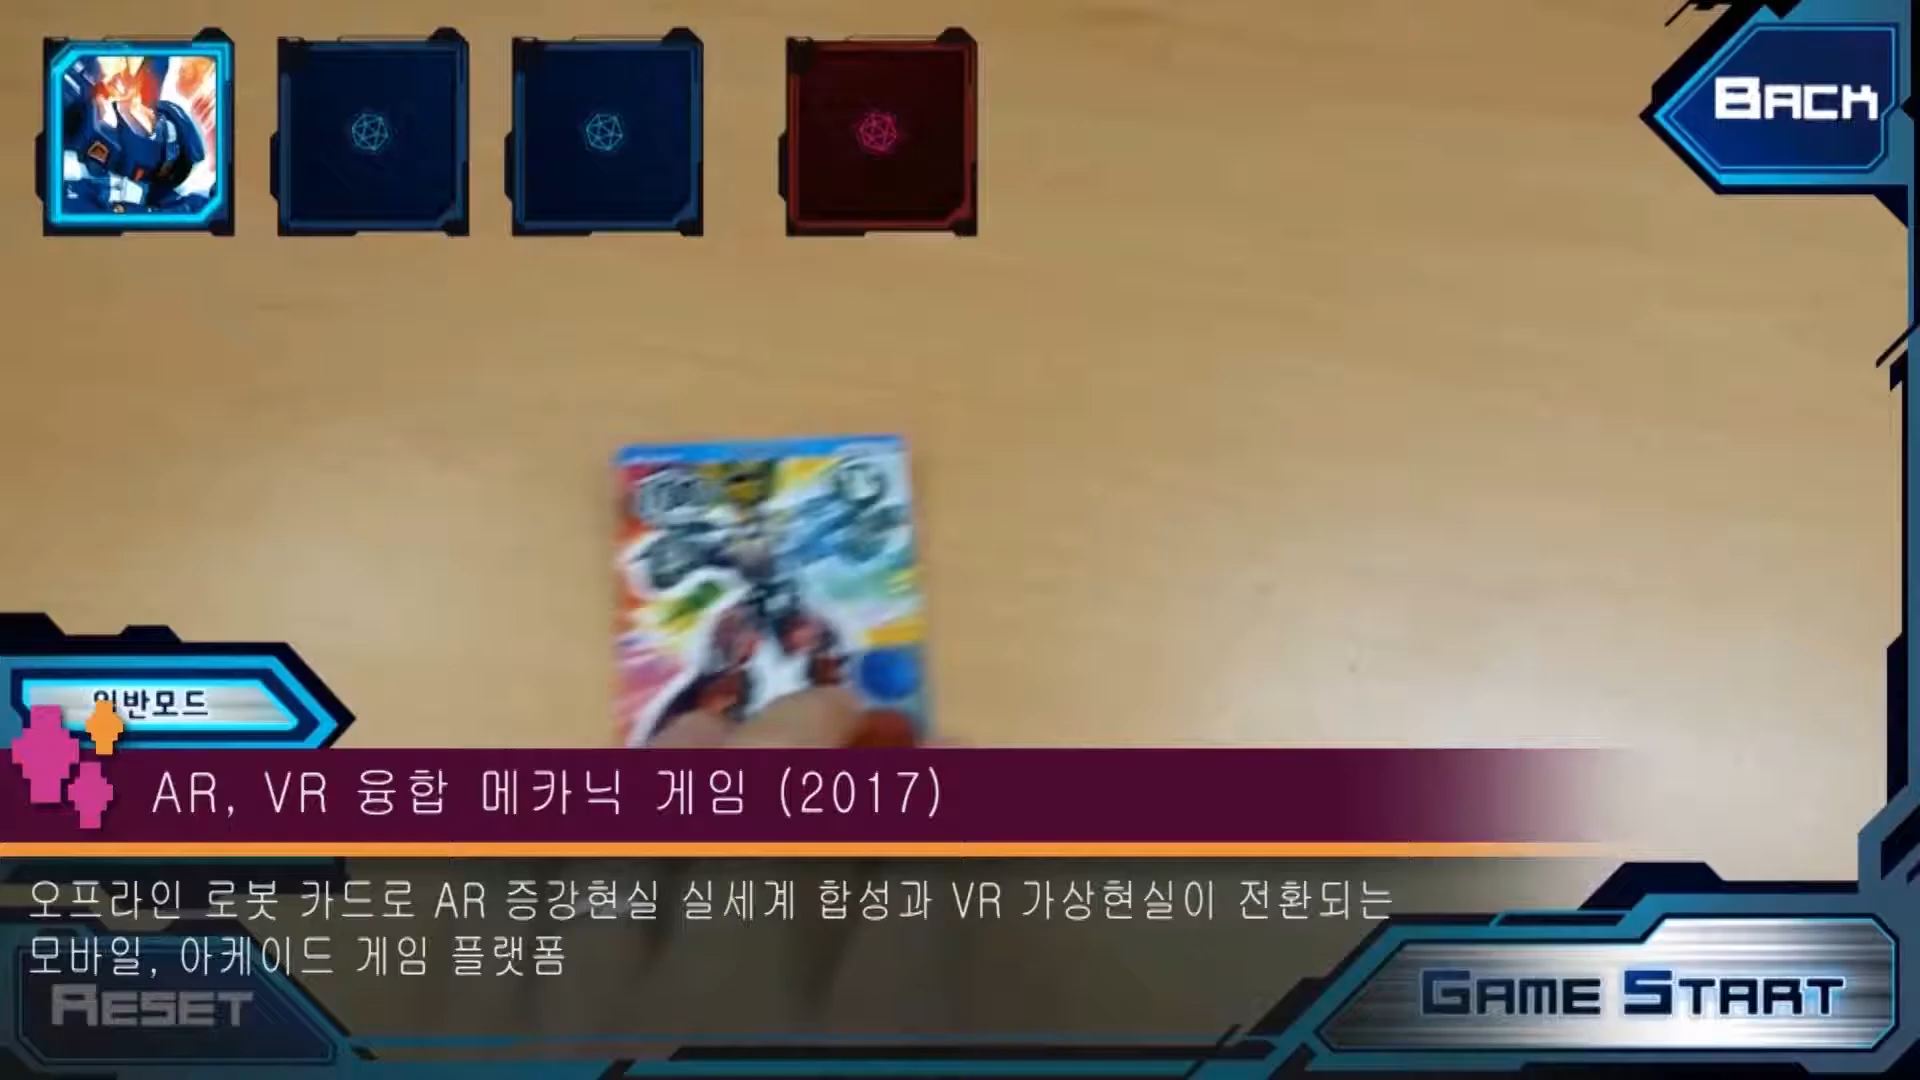 BACK
일반모드
AR, VR 융합 메카닉 게임 (2017)
오프라인 로봇 카드로 AR 증강현실 실세계 합성과 VR 가상현실이 전환되는
모바일, 아케이드 게임 플랫폼
RESET
GAME START